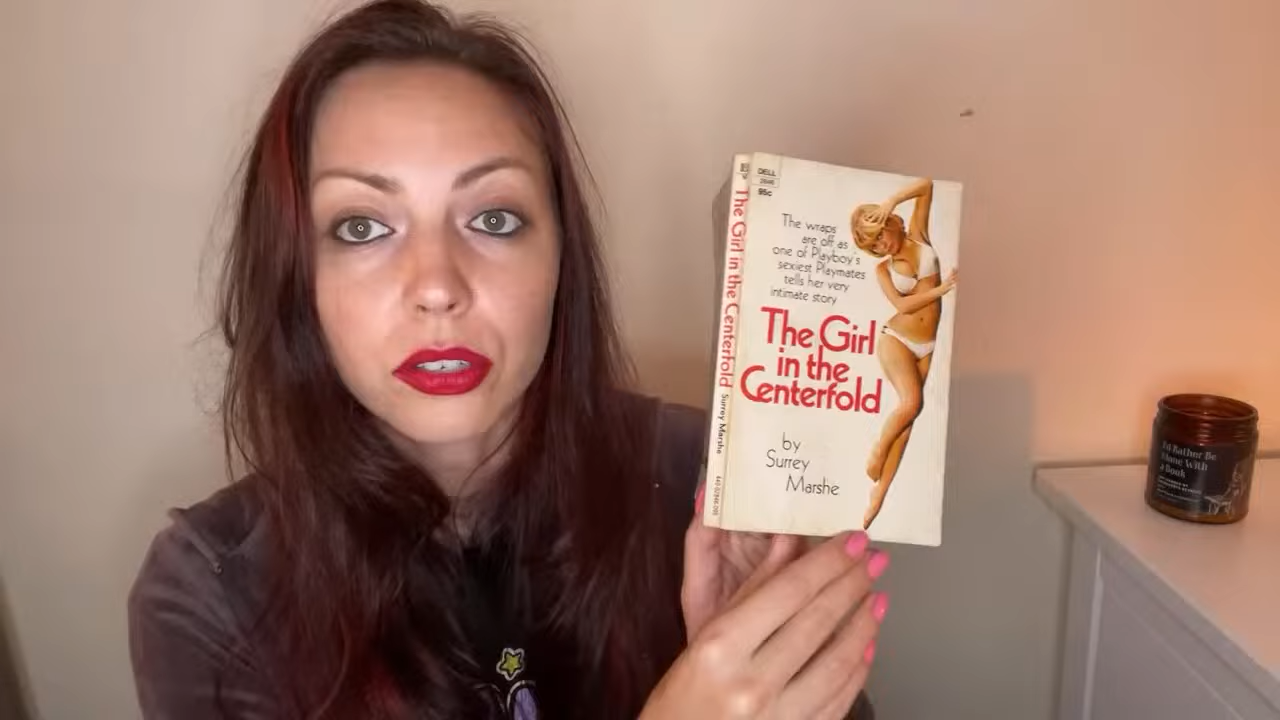 The Girl in the Centerfold Surrey Marshe
DELL
95c
The wraps
are off as
one of Playboy's
sexiest Playmates
tells her very
intimate story
The Girl
in the
Centerfold
by
Surrey
Marshe
I'd Rather Be
Alone With
A Book